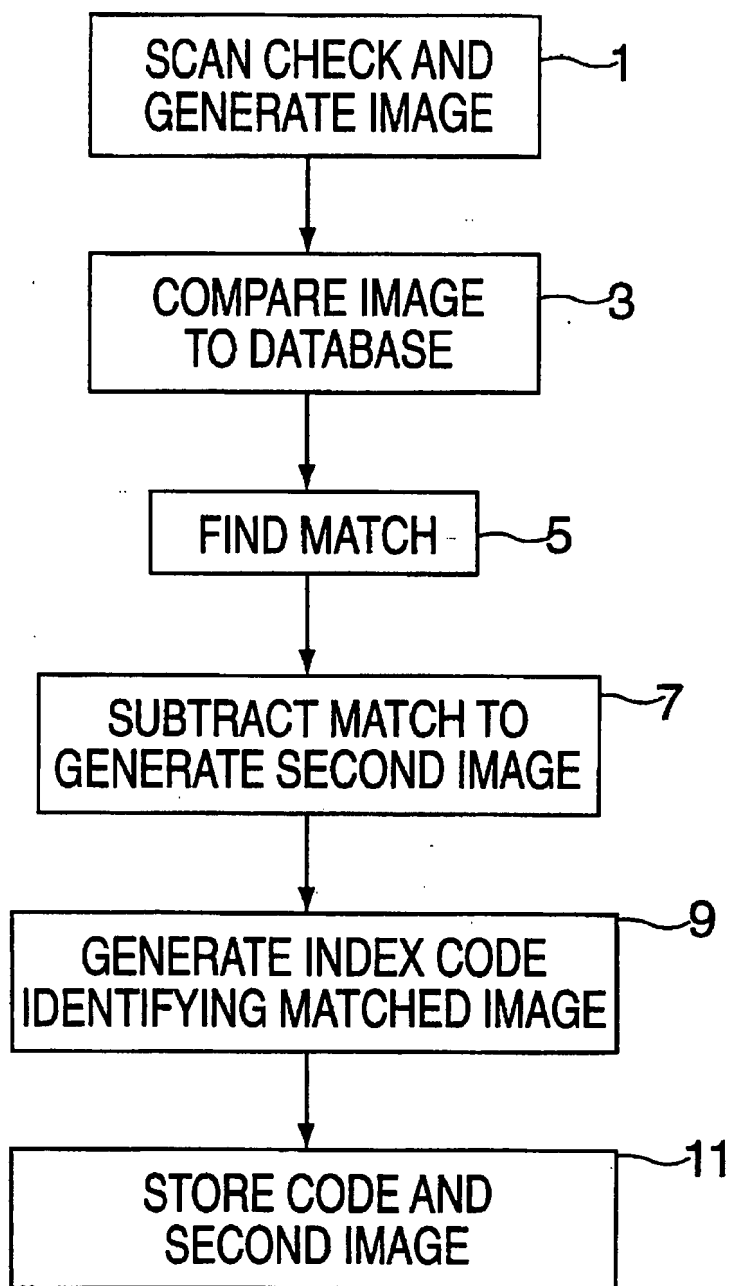 SCAN CHECK AND
GENERATE IMAGE
1
COMPARE IMAGE
TO DATABASE
3
FIND MATCH
5
SUBTRACT MATCH TO
GENERATE SECOND IMAGE
7
GENERATE INDEX CODE
IDENTIFYING MATCHED IMAGE
9
STORE CODE AND
SECOND IMAGE
11